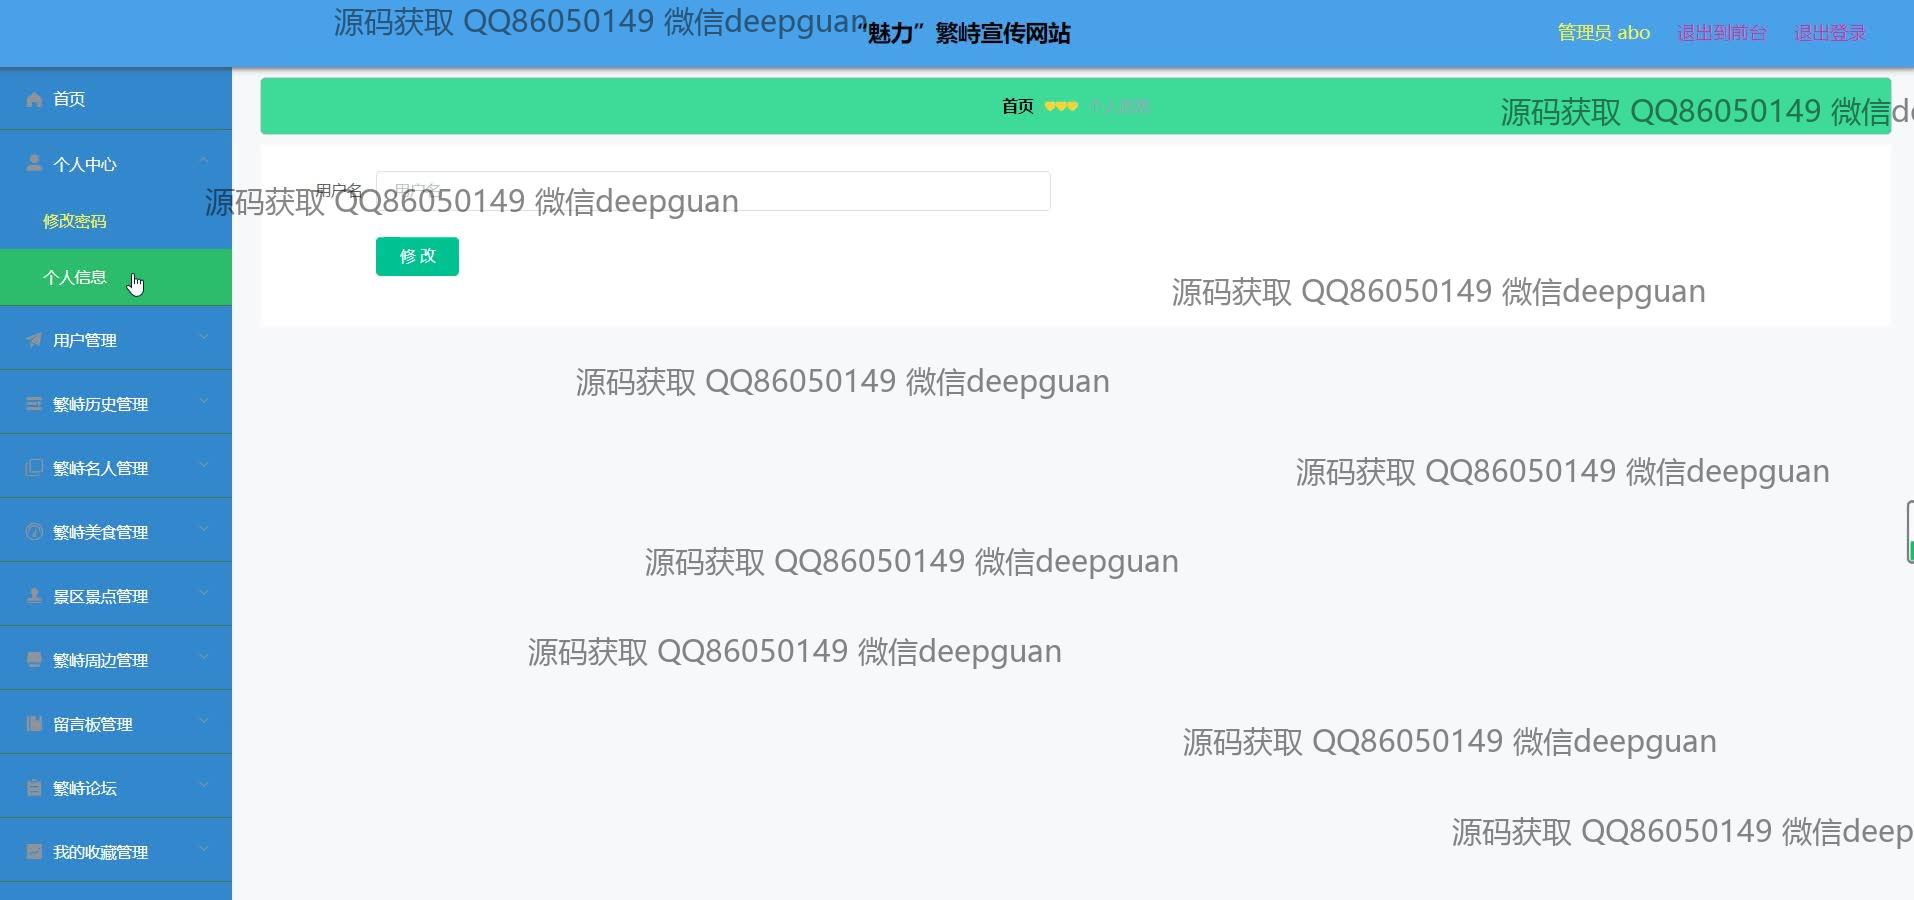 源码获取 QQ86050149 微信deepguan
“魅力”繁峙宣传网站
管理员 abo
退出到前台
退出登录
首页
个人中心
修改密码
个人信息
用户管理
繁峙历史管理
繁峙名人管理
繁峙美食管理
景区景点管理
繁峙周边管理
留言板管理
繁峙论坛
我的收藏管理
首页 个人信息
源码获取 QQ86050149 微信de
用户名 用户名
源码获取 QQ86050149 微信deepguan
修改
源码获取 QQ86050149 微信deepguan
源码获取 QQ86050149 微信deepguan
源码获取 QQ86050149 微信deepguan
源码获取 QQ86050149 微信deepguan
源码获取 QQ86050149 微信deepguan
源码获取 QQ86050149 微信deepguan
源码获取 QQ86050149 微信deep